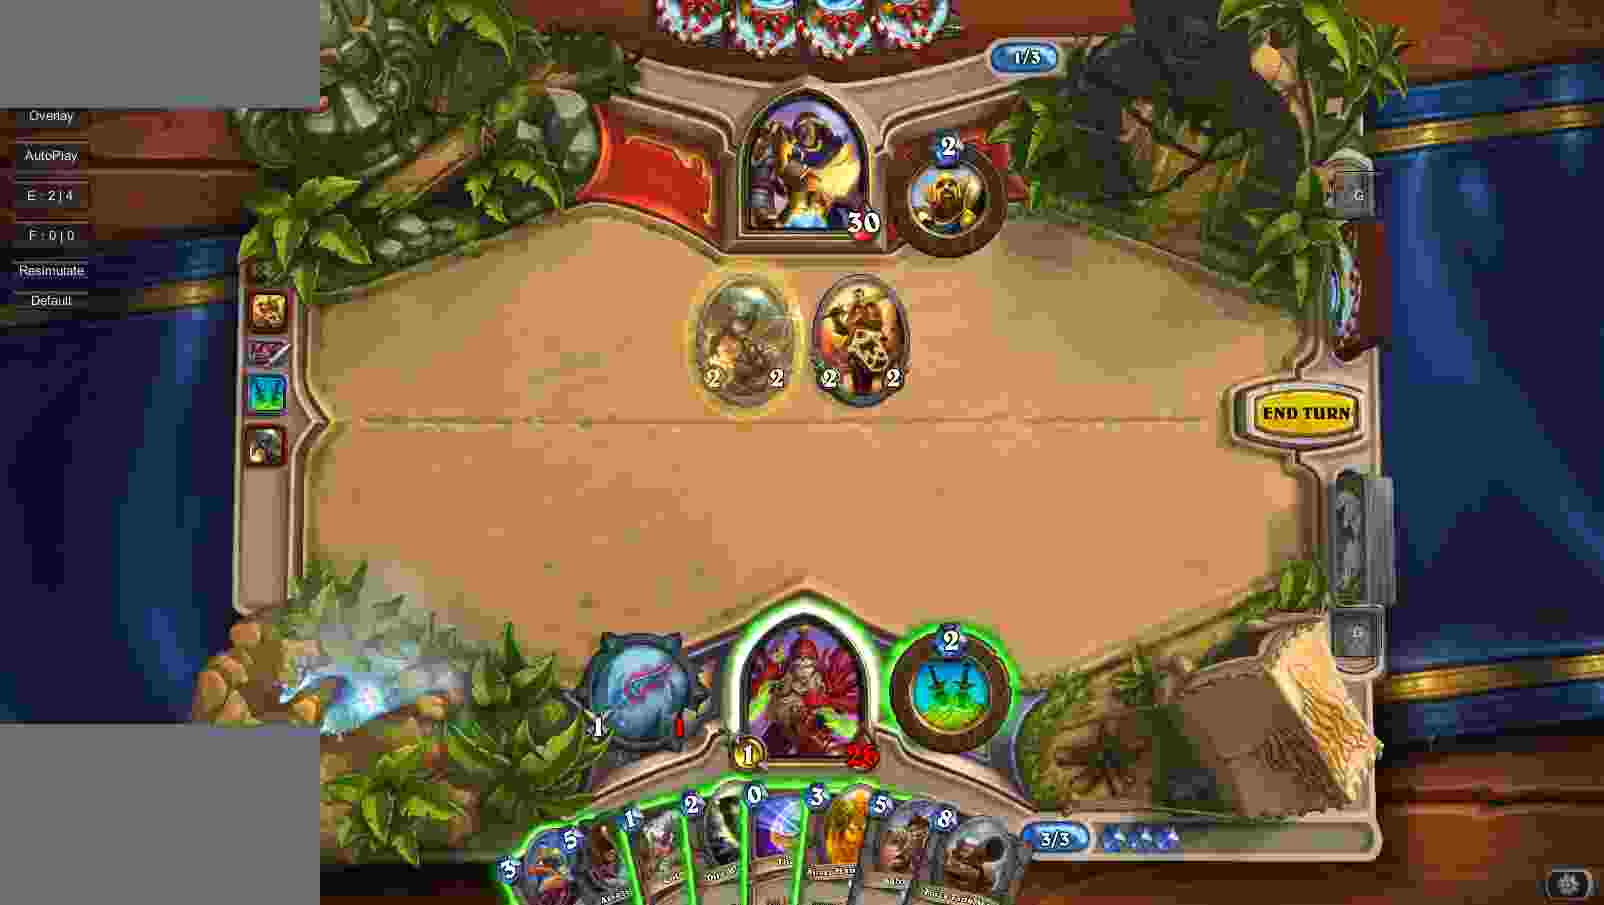 1/3
Overlay
AutoPlay
E : 2 | 4
F : 0 | 0
Resimulate
Default
2
30
G
2 2 2 2
END TURN
G
2
1 1
1 25
3 5 1 2 0 3 5 8
3/3